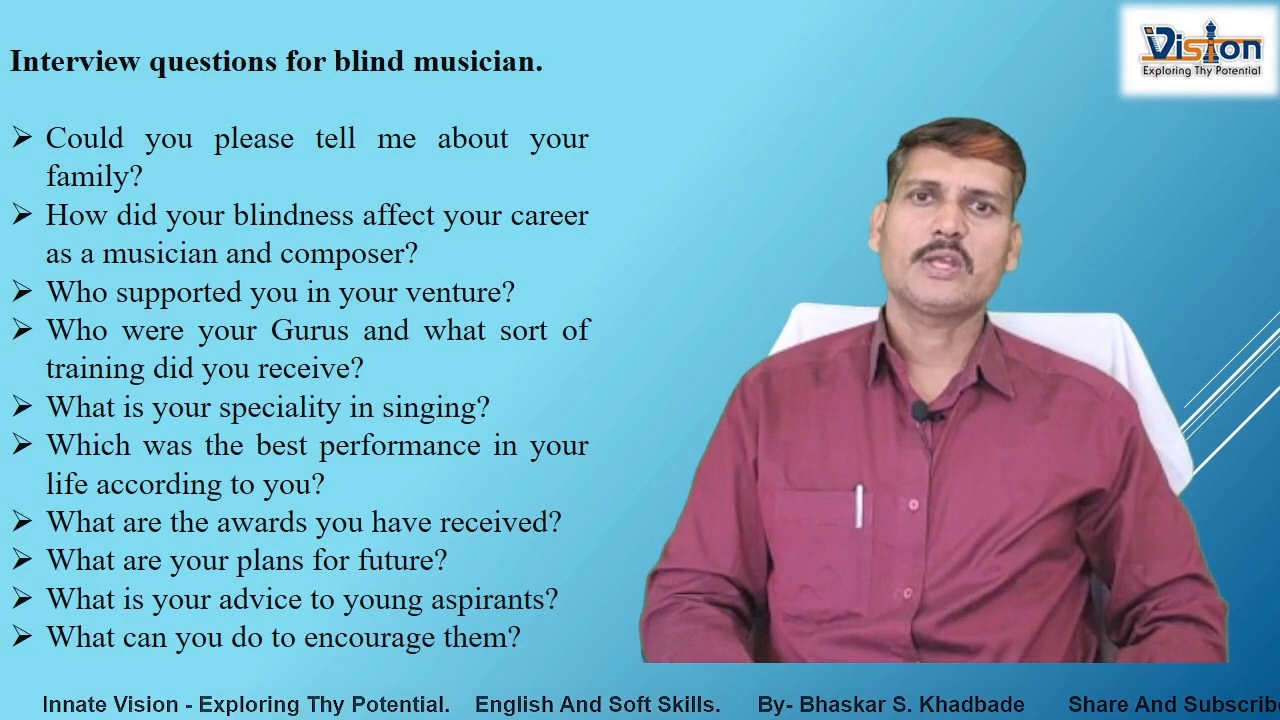 Interview questions for blind musician.
Vision
Exploring Thy Potential
➢ Could you please tell me about your
family?
➢ How did your blindness affect your career
as a musician and composer?
➢ Who supported you in your venture?
➢ Who were your Gurus and what sort of
training did you receive?
➢ What is your speciality in singing?
➢ Which was the best performance in your
life according to you?
➢ What are the awards you have received?
➢ What are your plans for future?
➢ What is your advice to young aspirants?
➢ What can you do to encourage them?
Innate Vision - Exploring Thy Potential. English And Soft Skills. By- Bhaskar S. Khadbade Share And Subscribe